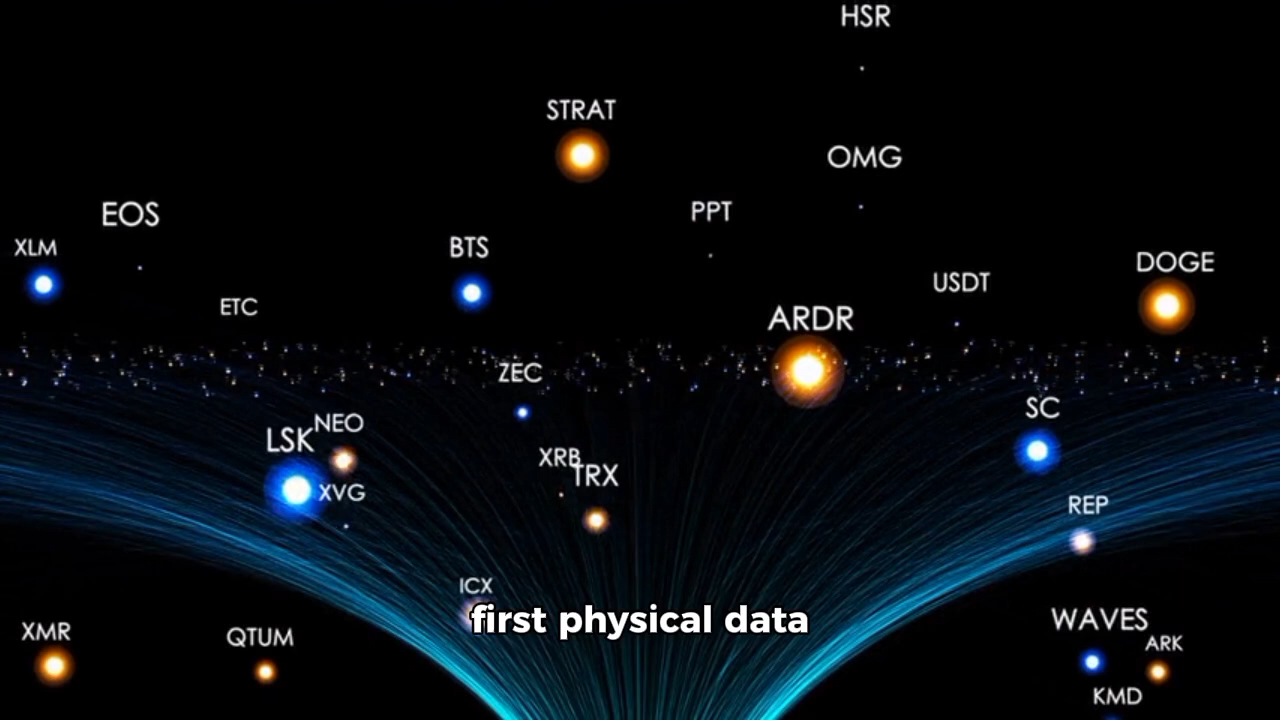 HSR
STRAT
OMG
PPT
EOS
XLM
BTS
DOGE
USDT
ETC
ARDR
ZEC
SC
NEO
LSK
XRB
TRX
XVG
REP
ICX
first physical data
WAVES
XMR
QTUM
ARK
KMD